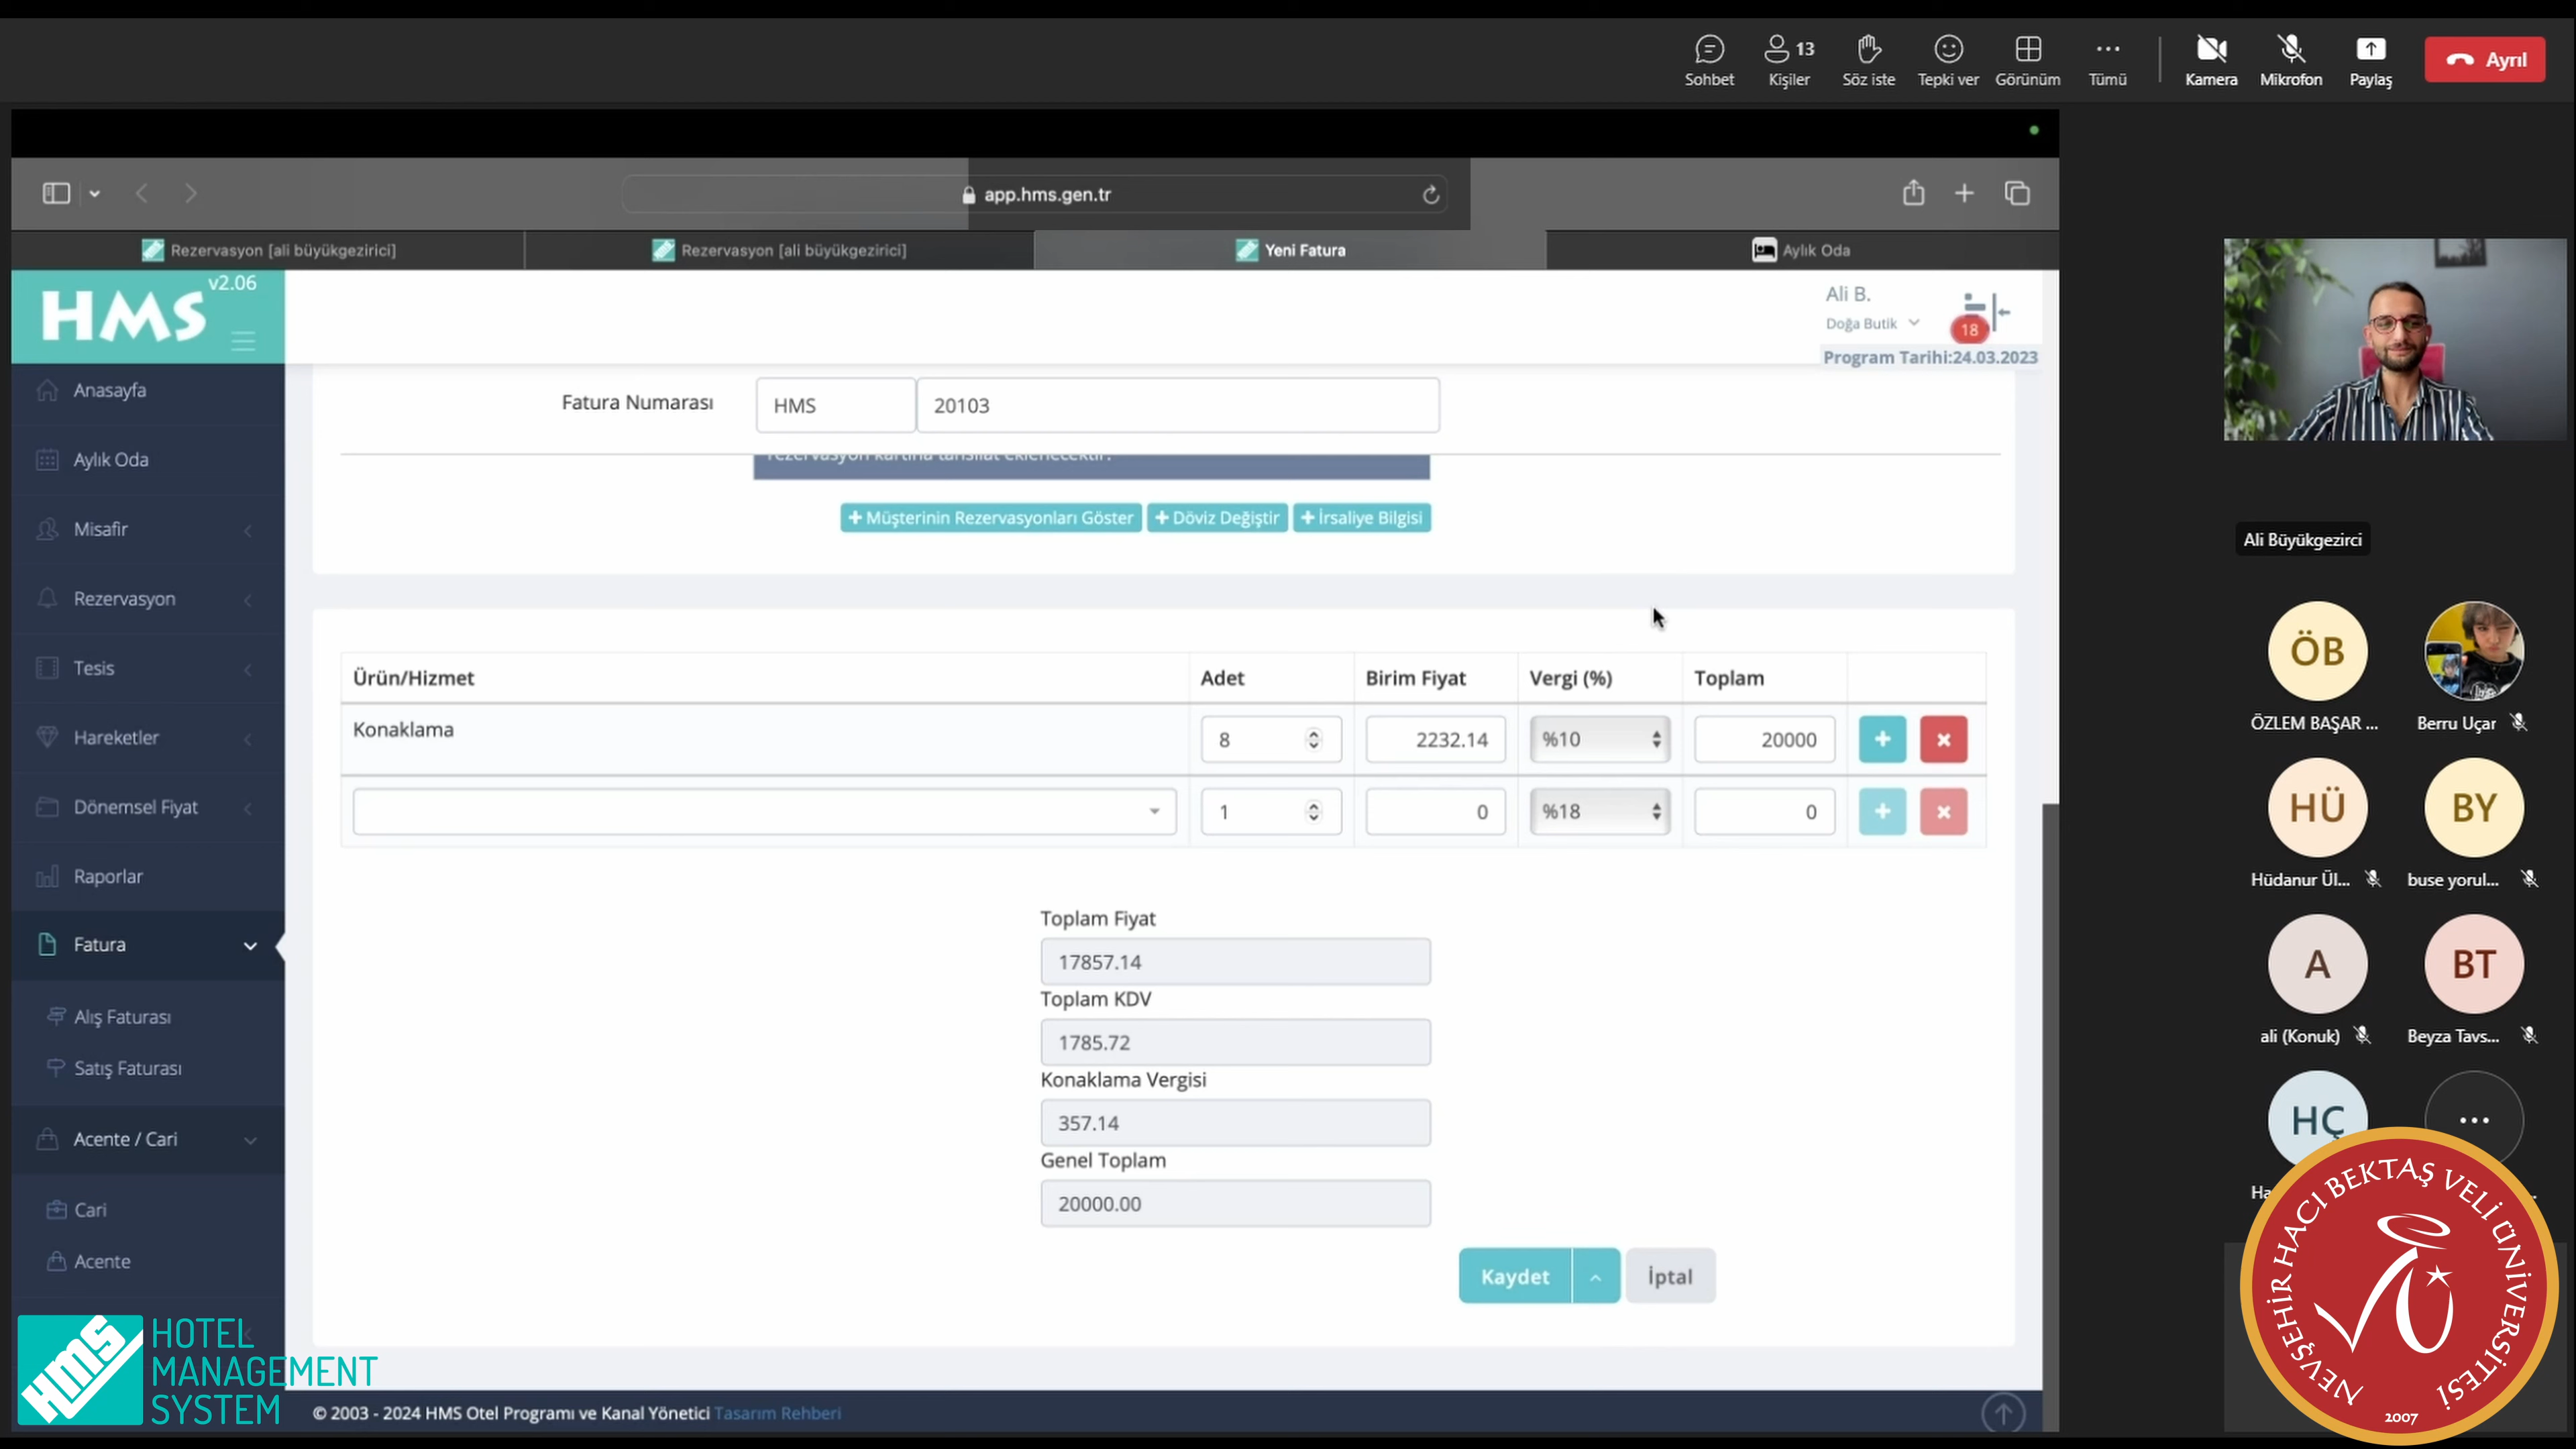 Sohbet
Kişiler 13
Söz iste
Tepki ver
Görünüm
Tümü
Kamera
Mikrofon
Paylaş
Ayrıl
app.hms.gen.tr
Rezervasyon [ali büyükgezirici]
Rezervasyon [ali büyükgezirici]
Yeni Fatura
Aylık Oda
HMS v2.06
Ali B.
Doğa Butik
18
Program Tarihi:24.03.2023
Anasayfa
Aylık Oda
Misafir
Rezervasyon
Tesis
Hareketler
Dönemsel Fiyat
Raporlar
Fatura
Alış Faturası
Satış Faturası
Acente / Cari
Cari
Acente
Fatura Numarası HMS 20103
rezervasyon kartına tahsilat eklenecektir.
+ Müşterinin Rezervasyonları Göster + Döviz Değiştir + İrsaliye Bilgisi
Ürün/Hizmet Adet Birim Fiyat Vergi (%) Toplam
Konaklama 8 2232.14 %10 20000
1 0 %18 0
Toplam Fiyat
17857.14
Toplam KDV
1785.72
Konaklama Vergisi
357.14
Genel Toplam
20000.00
Kaydet İptal
© 2003 - 2024 HMS Otel Programı ve Kanal Yönetici Tasarım Rehberi
HMS
HOTEL
MANAGEMENT
SYSTEM
Ali Büyükgezirci
ÖB
ÖZLEM BAŞAR ...
Berru Uçar
HÜ
Hüdanur Ül...
BY
buse yorul...
A
ali (Konuk)
BT
Beyza Tavs...
HÇ
...
NEVŞEHİR HACI BEKTAŞ VELİ ÜNİVERSİTESİ
2007